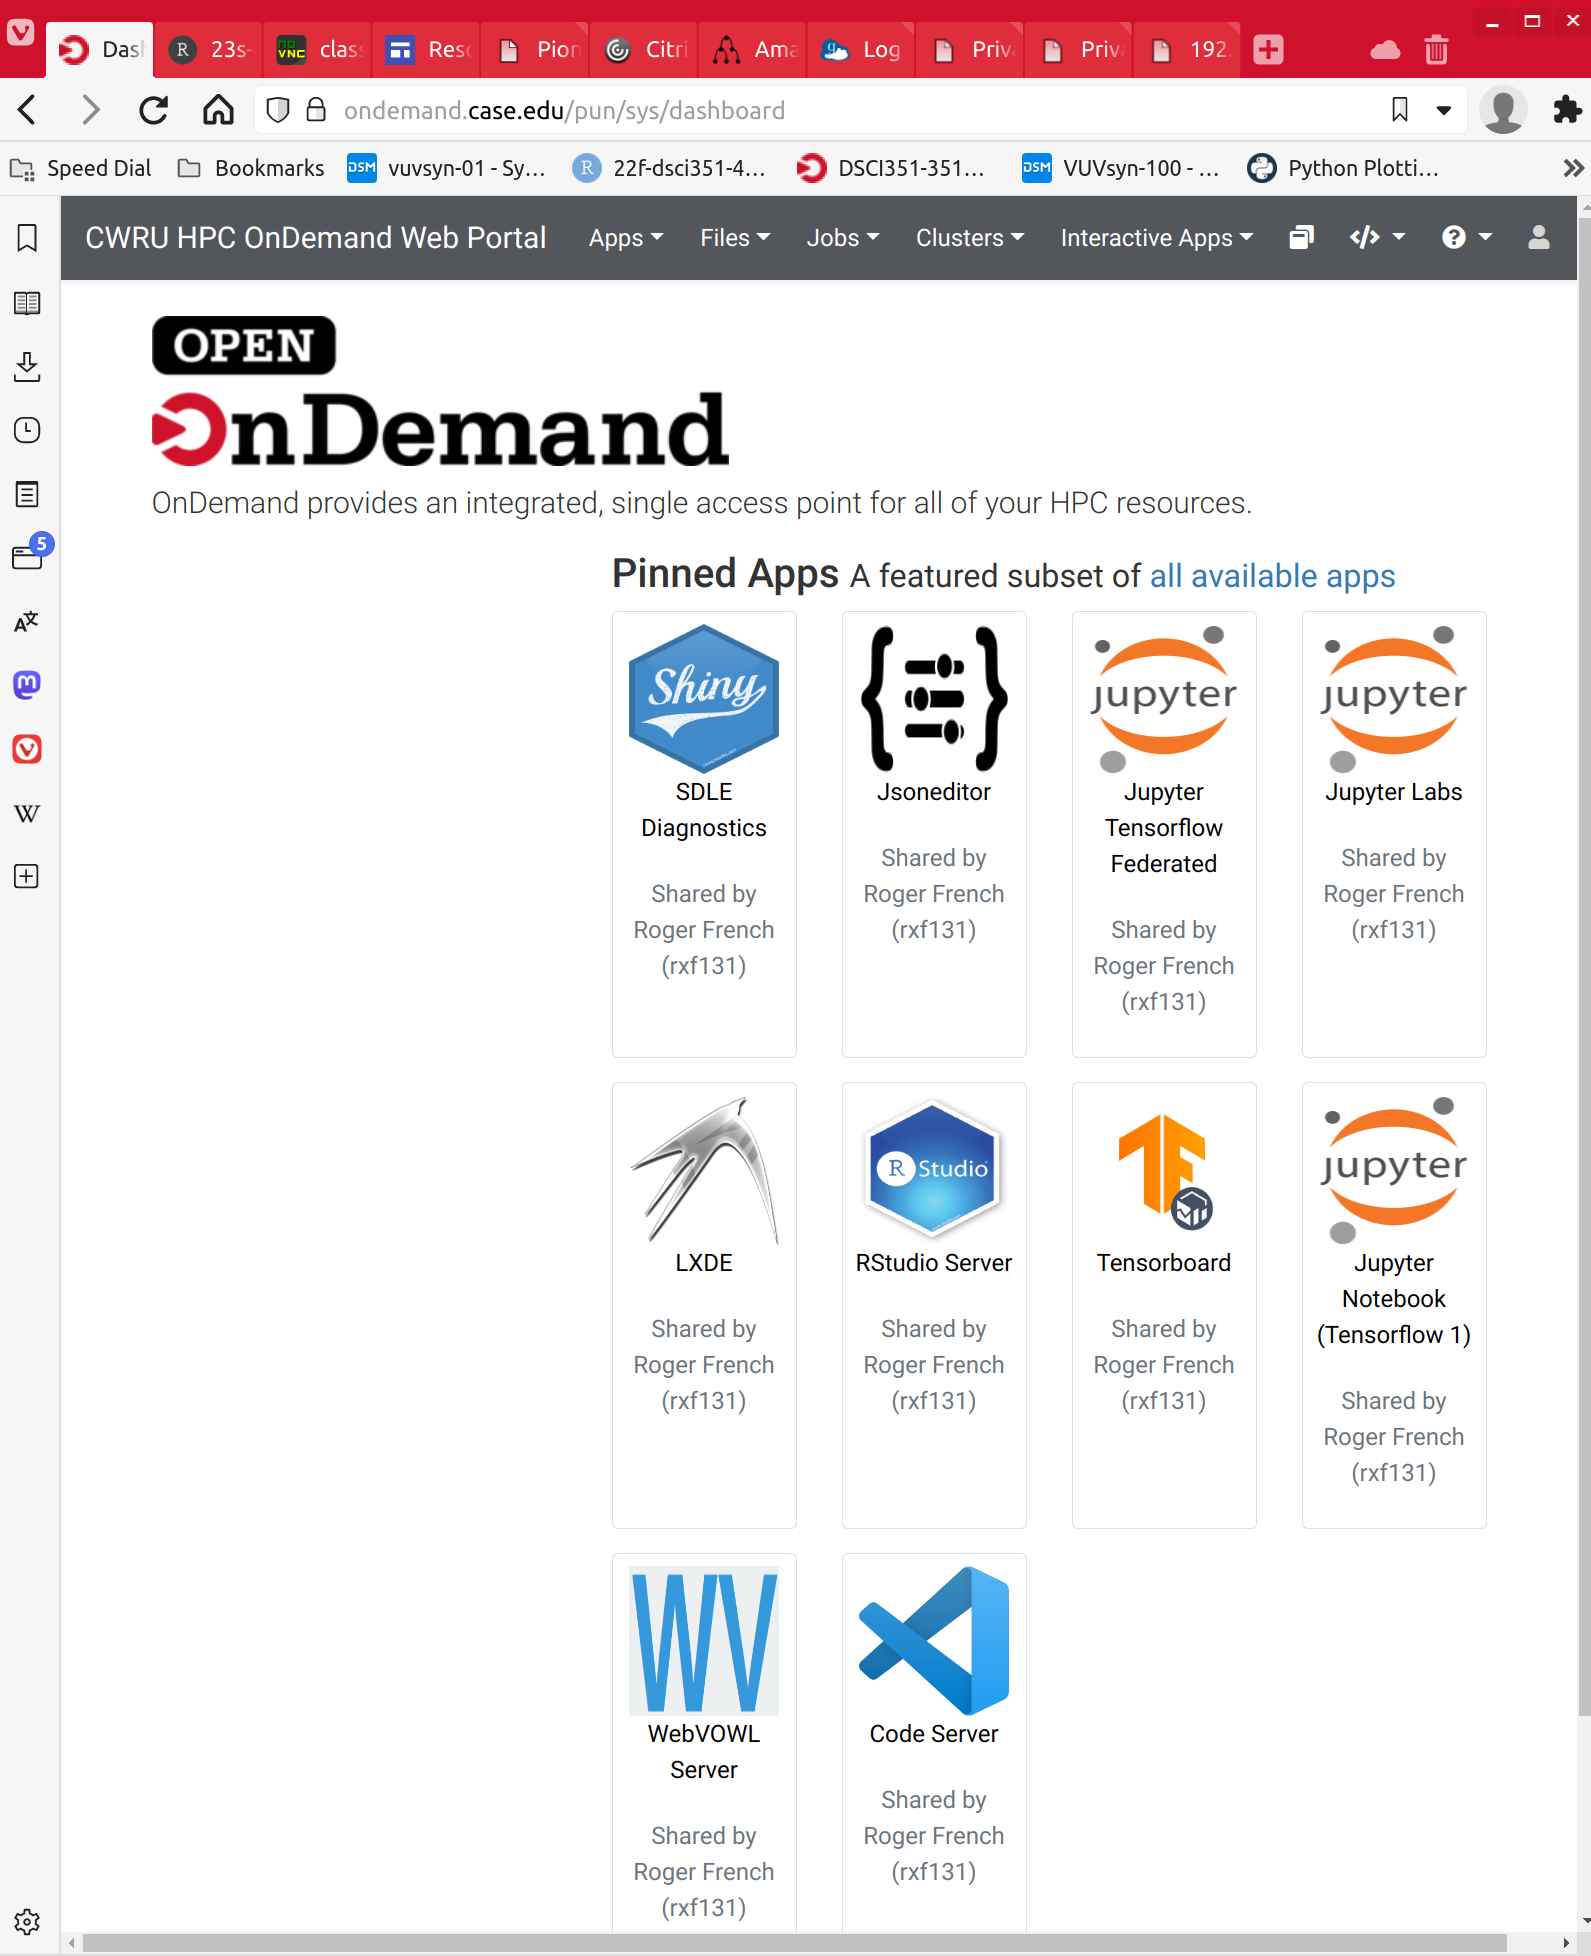 Dash
23s-
class
Reso
Pion
Citri
Ama
Log
Priva
Priva
192.
ondemand.case.edu/pun/sys/dashboard
Speed Dial
Bookmarks
DSM vuvsyn-01 - Sy...
R 22f-dsci351-4...
DSCI351-351...
DSM VUVsyn-100 - ...
Python Plotti...
CWRU HPC OnDemand Web Portal
Apps
Files
Jobs
Clusters
Interactive Apps
OPEN
OnDemand
OnDemand provides an integrated, single access point for all of your HPC resources.
5
Pinned Apps A featured subset of all available apps
Shiny
SDLE
Diagnostics
Shared by
Roger French
(rxf131)
Jsoneditor
Shared by
Roger French
(rxf131)
jupyter
Jupyter
Tensorflow
Federated
Shared by
Roger French
(rxf131)
jupyter
Jupyter Labs
Shared by
Roger French
(rxf131)
LXDE
Shared by
Roger French
(rxf131)
R Studio
RStudio Server
Shared by
Roger French
(rxf131)
Tensorboard
Shared by
Roger French
(rxf131)
jupyter
Jupyter
Notebook
(Tensorflow 1)
Shared by
Roger French
(rxf131)
WV
WebVOWL
Server
Shared by
Roger French
(rxf131)
Code Server
Shared by
Roger French
(rxf131)